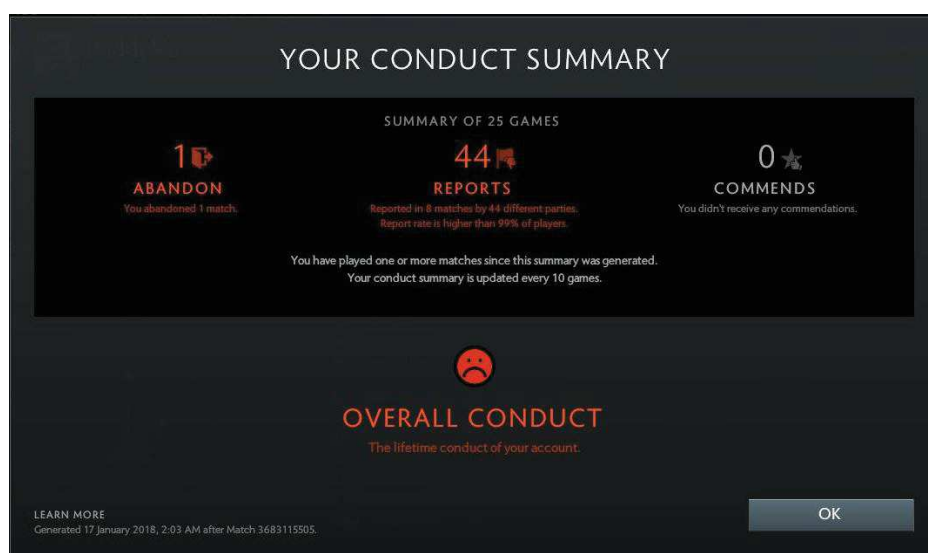 YOUR CONDUCT SUMMARY
SUMMARY OF 25 GAMES
1
ABANDON
You abandoned 1 match.
44
REPORTS
Reported in 8 matches by 44 different parties.
Report rate is higher than 99% of players.
0
COMMENDS
You didn't receive any commendations.
You have played one or more matches since this summary was generated.
Your conduct summary is updated every 10 games.
OVERALL CONDUCT
The lifetime conduct of your account.
LEARN MORE
Generated 17 January 2018, 2:03 AM after Match 3683115505.
OK